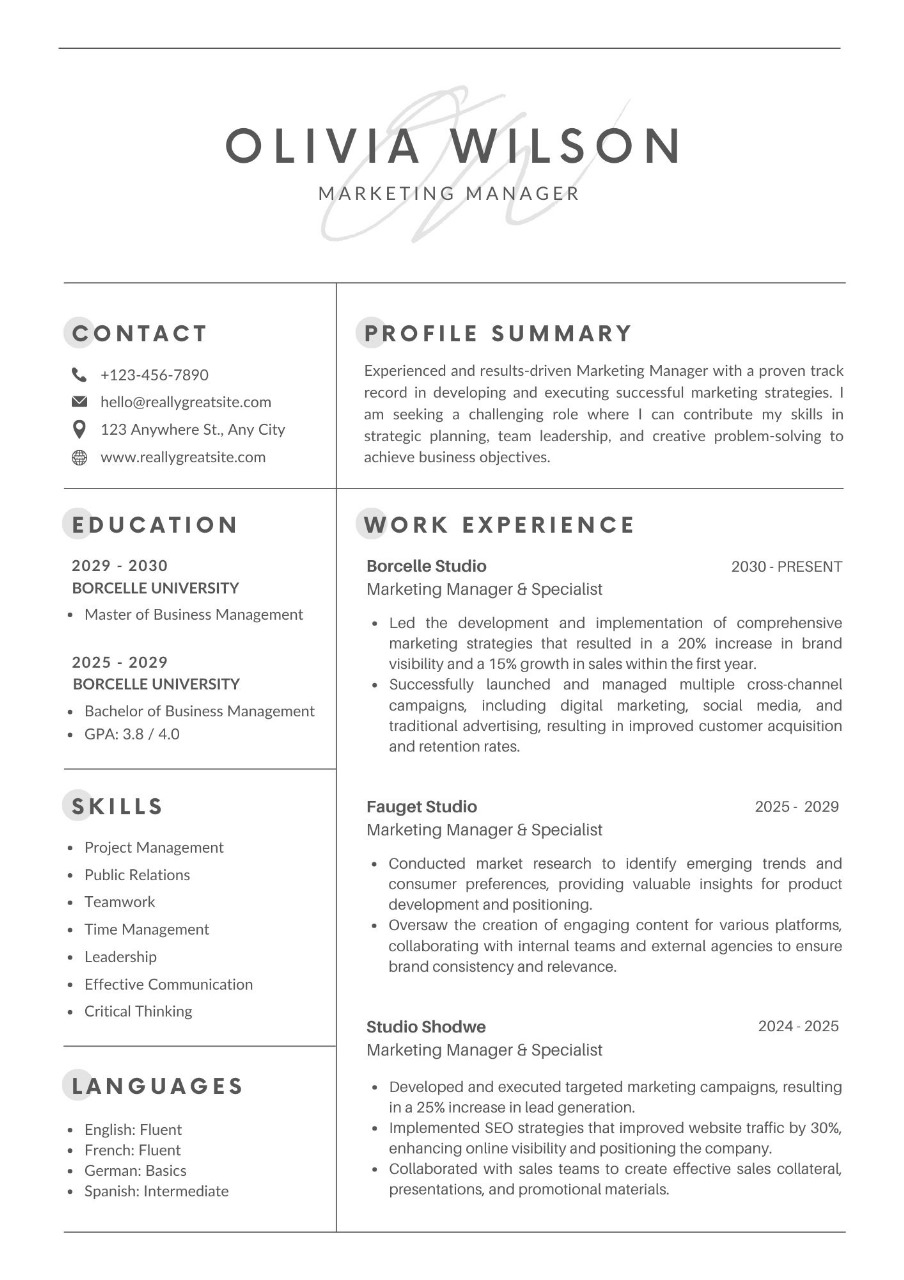 OLIVIA WILSON
MARKETING MANAGER
CONTACT
+123-456-7890
hello@reallygreatsite.com
123 Anywhere St., Any City
www.reallygreatsite.com
EDUCATION
2029 - 2030
BORCELLE UNIVERSITY
• Master of Business Management
2025 - 2029
BORCELLE UNIVERSITY
• Bachelor of Business Management
• GPA: 3.8 / 4.0
SKILLS
• Project Management
• Public Relations
• Teamwork
• Time Management
• Leadership
• Effective Communication
• Critical Thinking
LANGUAGES
• English: Fluent
• French: Fluent
• German: Basics
• Spanish: Intermediate
PROFILE SUMMARY
Experienced and results-driven Marketing Manager with a proven track
record in developing and executing successful marketing strategies. I
am seeking a challenging role where I can contribute my skills in
strategic planning, team leadership, and creative problem-solving to
achieve business objectives.
WORK EXPERIENCE
Borcelle Studio 2030 - PRESENT
Marketing Manager & Specialist
• Led the development and implementation of comprehensive
marketing strategies that resulted in a 20% increase in brand
visibility and a 15% growth in sales within the first year.
• Successfully launched and managed multiple cross-channel
campaigns, including digital marketing, social media, and
traditional advertising, resulting in improved customer acquisition
and retention rates.
Fauget Studio 2025 - 2029
Marketing Manager & Specialist
• Conducted market research to identify emerging trends and
consumer preferences, providing valuable insights for product
development and positioning.
• Oversaw the creation of engaging content for various platforms,
collaborating with internal teams and external agencies to ensure
brand consistency and relevance.
Studio Shodwe 2024 - 2025
Marketing Manager & Specialist
• Developed and executed targeted marketing campaigns, resulting
in a 25% increase in lead generation.
• Implemented SEO strategies that improved website traffic by 30%,
enhancing online visibility and positioning the company.
• Collaborated with sales teams to create effective sales collateral,
presentations, and promotional materials.